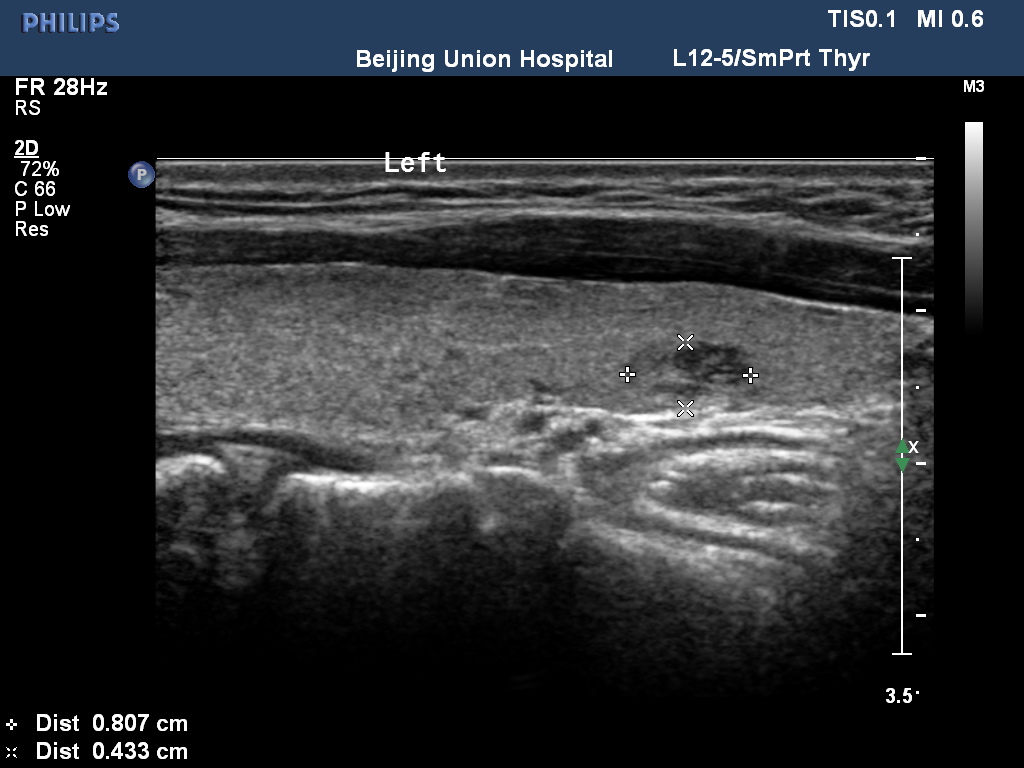 PHILIPS
TIS0.1 MI 0.6
Beijing Union Hospital
L12-5/SmPrt Thyr
FR 28Hz
RS
M3
2D
72%
C 66
P Low
Res
P
Left
X
3.5
Dist 0.807 cm
Dist 0.433 cm